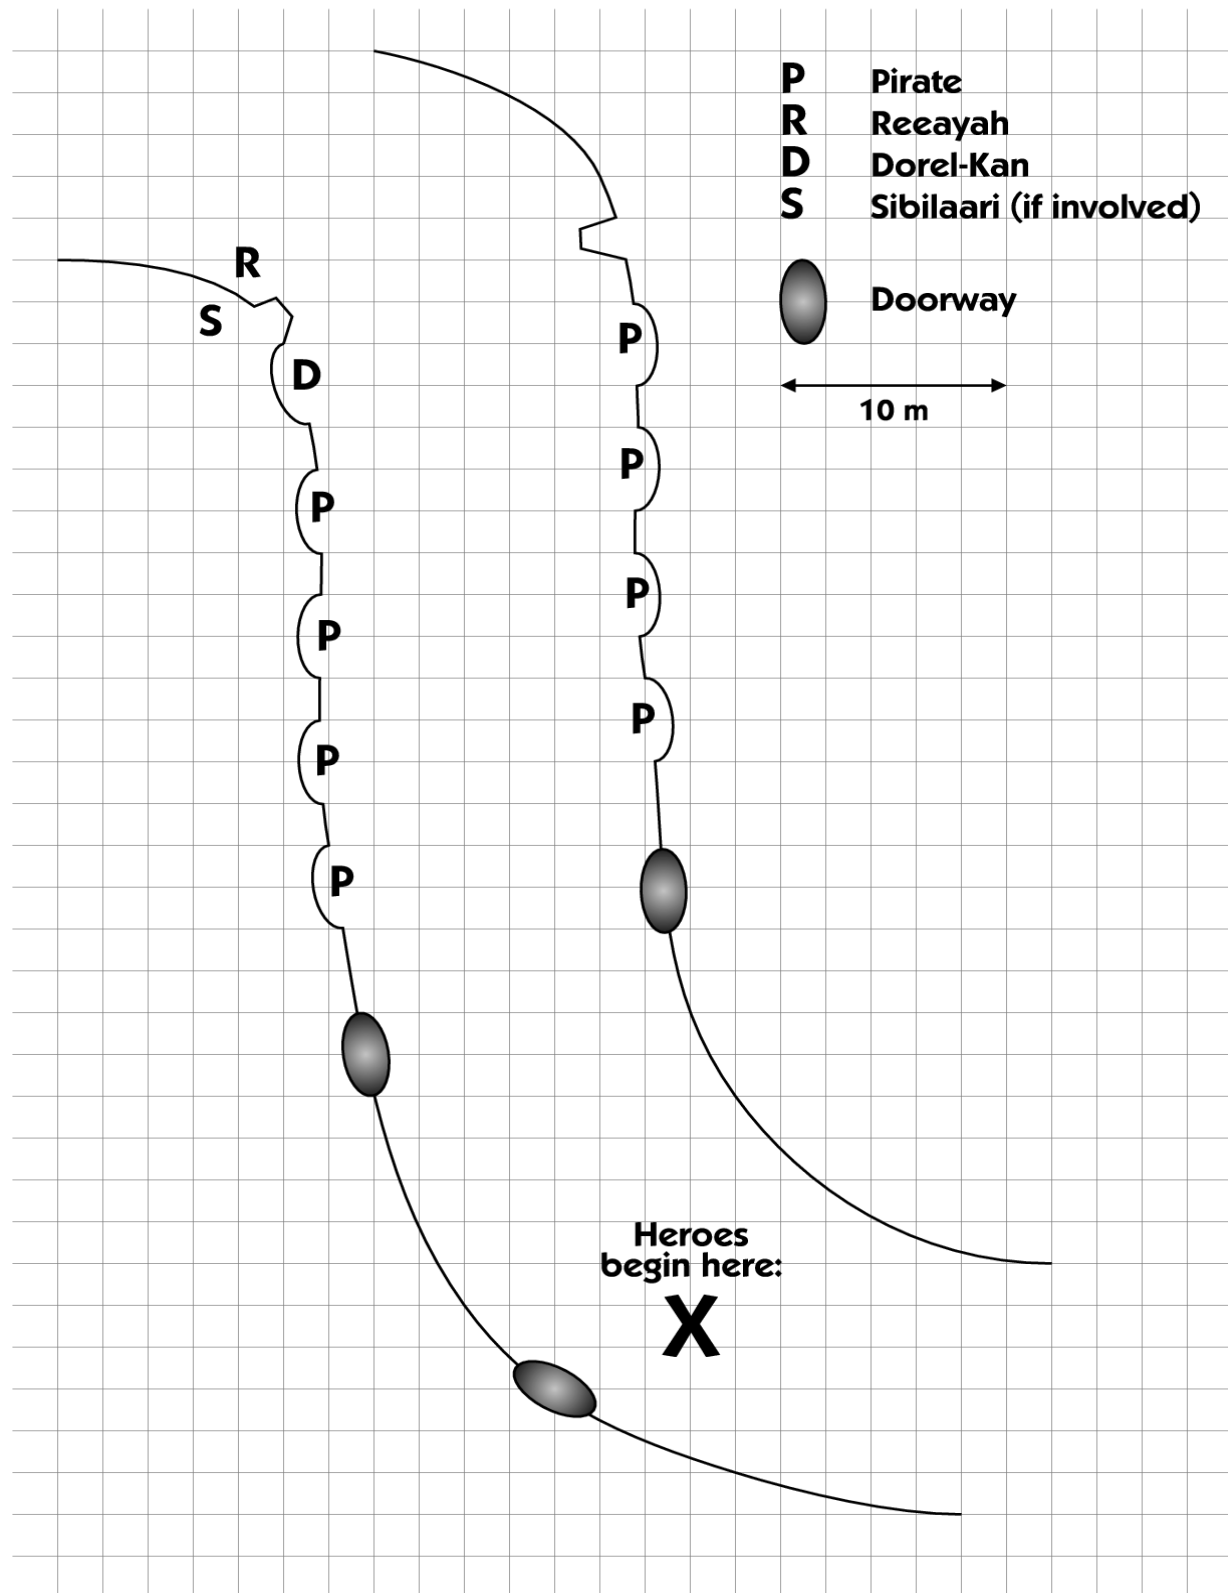 P Pirate
R Reeayah
D Dorel-Kan
S Sibilaari (if involved)
Doorway
10 m
R
S
P
D
P
P
P
P
P
P
P
P
Heroes
begin here:
X